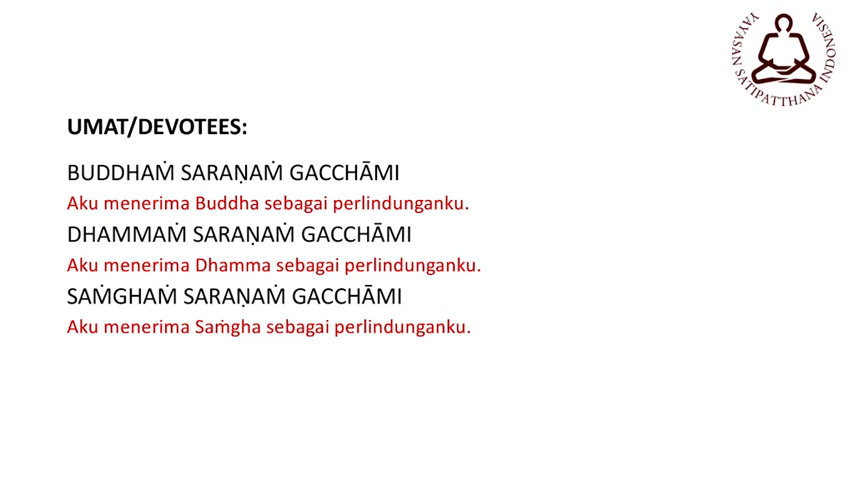 YAYASAN SATIPATTHANA INDONESIA
UMAT/DEVOTEES:
BUDDHAṀ SARAṆAṀ GACCHĀMI
Aku menerima Buddha sebagai perlindunganku.
DHAMMAṀ SARAṆAṀ GACCHĀMI
Aku menerima Dhamma sebagai perlindunganku.
SAṀGHAṀ SARAṆAṀ GACCHĀMI
Aku menerima Saṁgha sebagai perlindunganku.